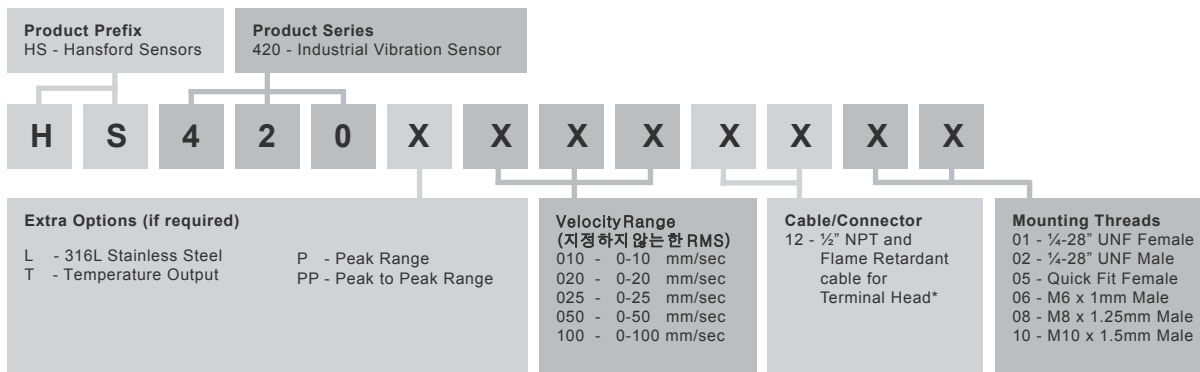 Product Prefix
HS - Hansford Sensors
Product Series
420 - Industrial Vibration Sensor
H S 4 2 0 X X X X X X X X
Extra Options (if required)
L - 316L Stainless Steel
T - Temperature Output
P - Peak Range
PP - Peak to Peak Range
Velocity Range
(지정하지 않는 한 RMS)
010 - 0-10 mm/sec
020 - 0-20 mm/sec
025 - 0-25 mm/sec
050 - 0-50 mm/sec
100 - 0-100 mm/sec
Cable/Connector
12 - ½” NPT and
Flame Retardant
cable for
Terminal Head*
Mounting Threads
01 - ¼-28” UNF Female
02 - ¼-28” UNF Male
05 - Quick Fit Female
06 - M6 x 1mm Male
08 - M8 x 1.25mm Male
10 - M10 x 1.5mm Male